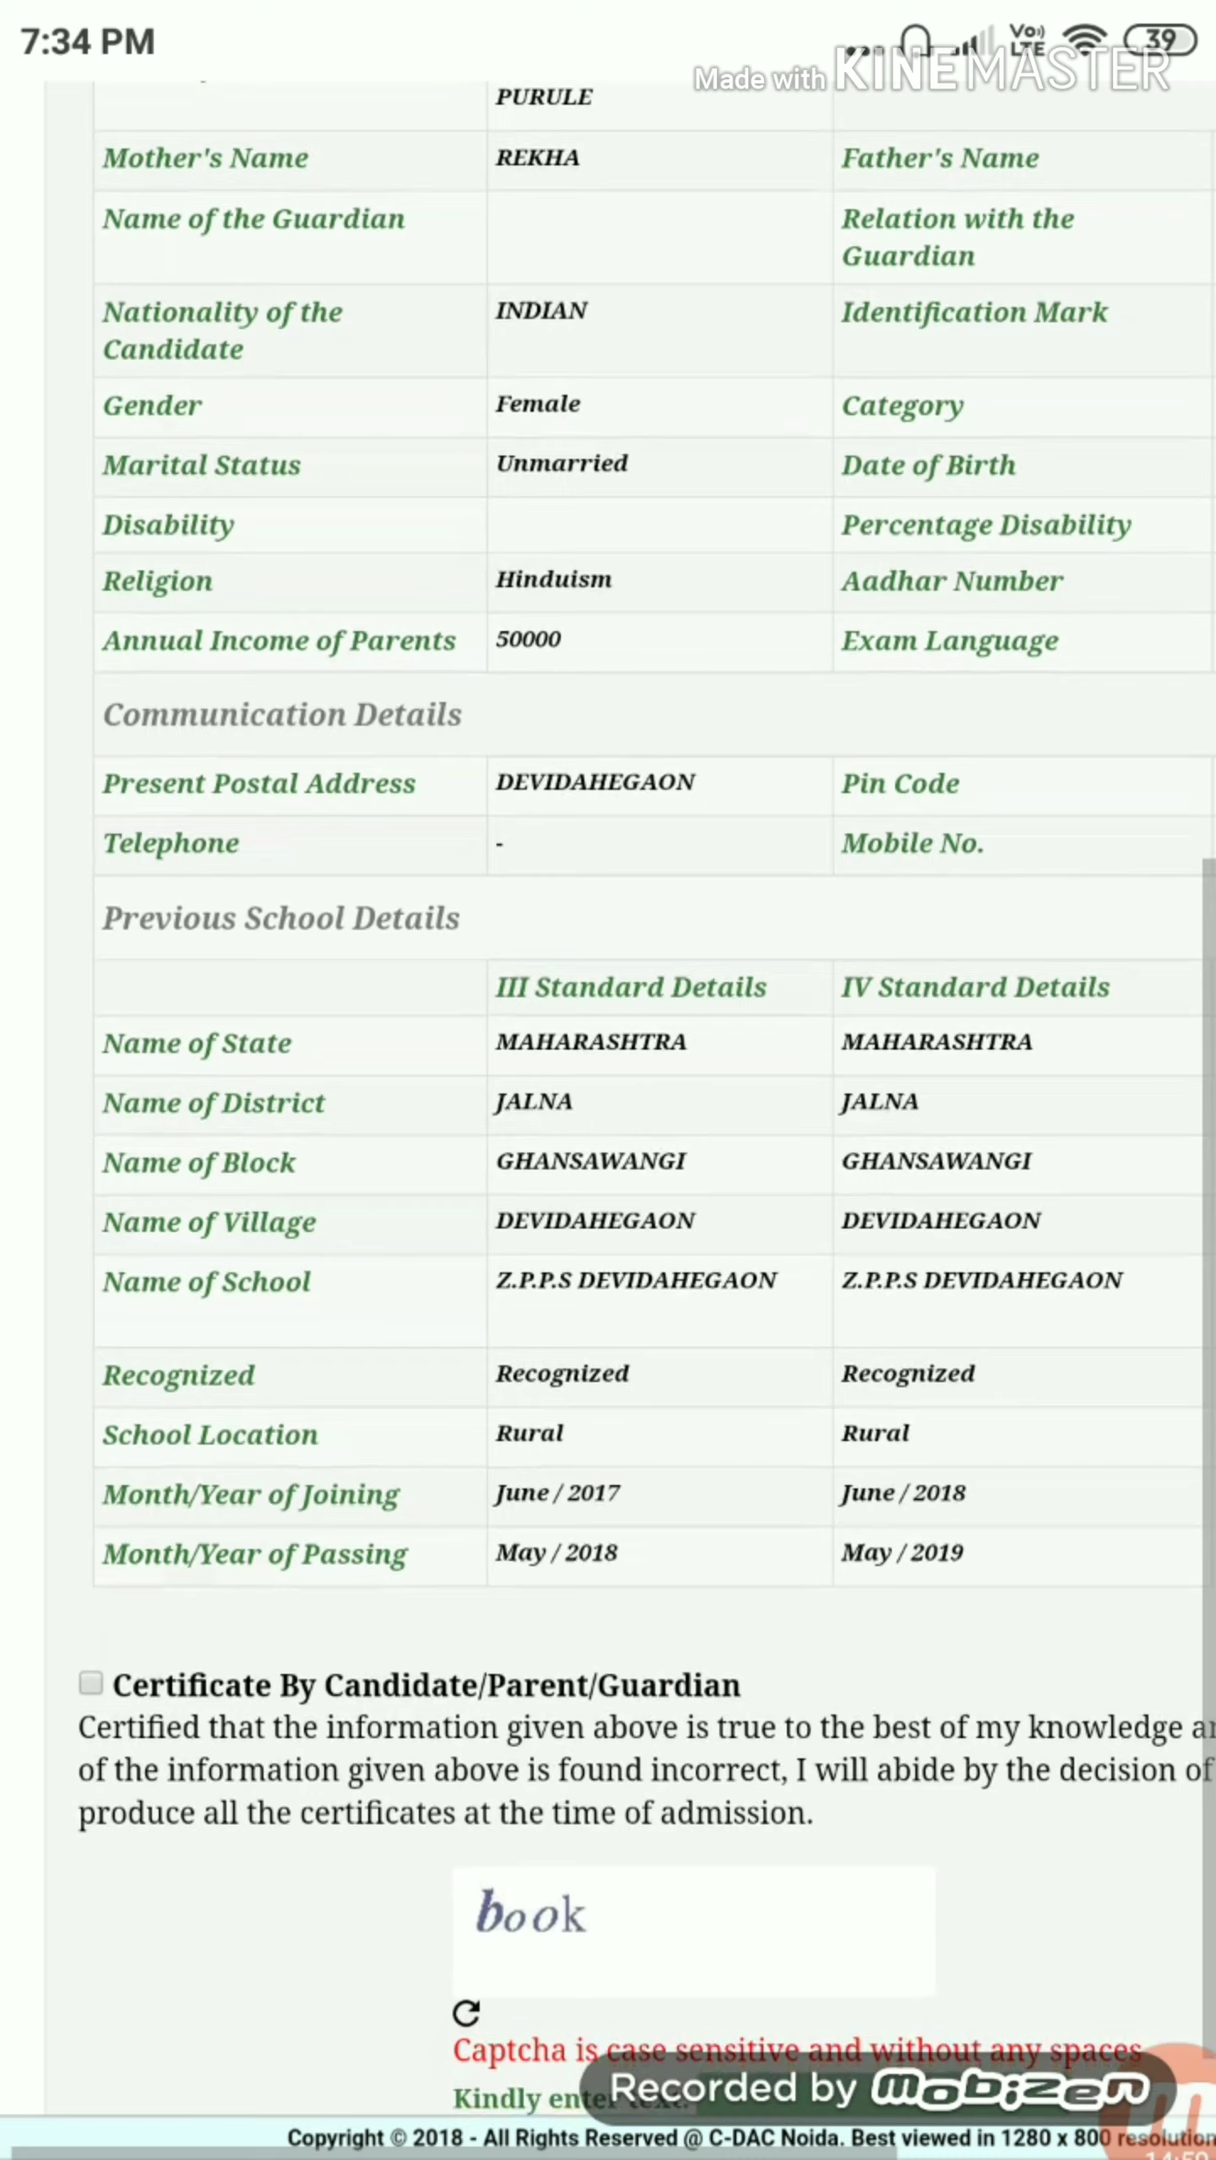 7:34 PM Vo) LTE 39
Made with KINEMASTER
PURULE
Mother's Name REKHA Father's Name
Name of the Guardian Relation with the
Guardian
Nationality of the INDIAN Identification Mark
Candidate
Gender Female Category
Marital Status Unmarried Date of Birth
Disability Percentage Disability
Religion Hinduism Aadhar Number
Annual Income of Parents 50000 Exam Language
Communication Details
Present Postal Address DEVIDAHEGAON Pin Code
Telephone - Mobile No.
Previous School Details
III Standard Details IV Standard Details
Name of State MAHARASHTRA MAHARASHTRA
Name of District JALNA JALNA
Name of Block GHANSAWANGI GHANSAWANGI
Name of Village DEVIDAHEGAON DEVIDAHEGAON
Name of School Z.P.P.S DEVIDAHEGAON Z.P.P.S DEVIDAHEGAON
Recognized Recognized Recognized
School Location Rural Rural
Month/Year of Joining June / 2017 June / 2018
Month/Year of Passing May / 2018 May / 2019
Certificate By Candidate/Parent/Guardian
Certified that the information given above is true to the best of my knowledge
of the information given above is found incorrect, I will abide by the decision of
produce all the certificates at the time of admission.
book
Captcha is case sensitive and without any spaces
Kindly
Recorded by mobizen
Copyright © 2018 - All Rights Reserved @ C-DAC Noida. Best viewed in 1280 x 800 resolution